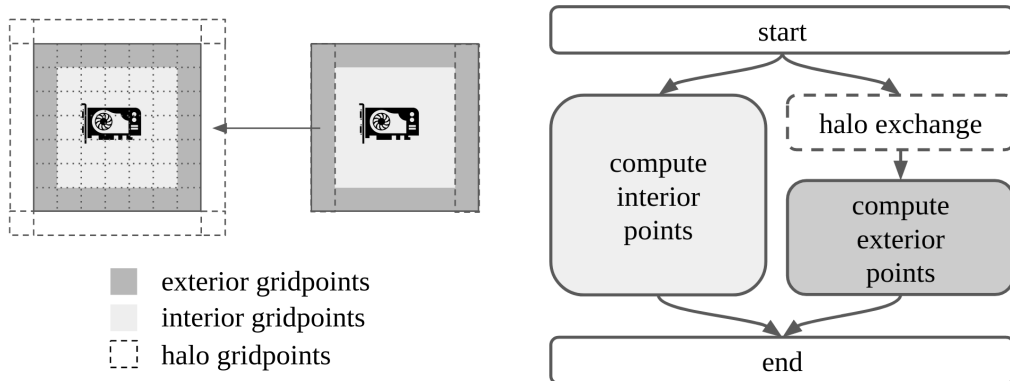 exterior gridpoints
interior gridpoints
halo gridpoints
start
compute
interior
points
halo exchange
compute
exterior
points
end